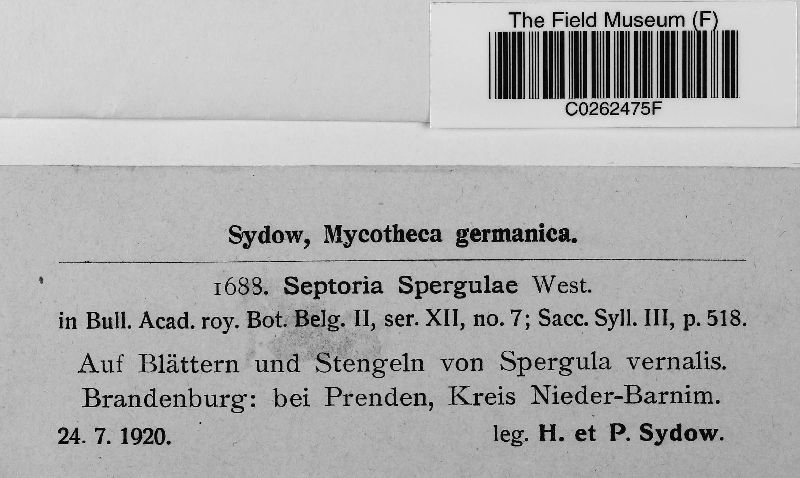 The Field Museum (F)
C0262475F
Sydow, Mycotheca germanica.
1688. Septoria Spergulae West.
in Bull. Acad. roy. Bot. Belg. II, ser. XII, no. 7; Sacc. Syll. III, p. 518.
Auf Blättern und Stengeln von Spergula vernalis.
Brandenburg: bei Prenden, Kreis Nieder-Barnim.
24. 7. 1920. leg. H. et P. Sydow.